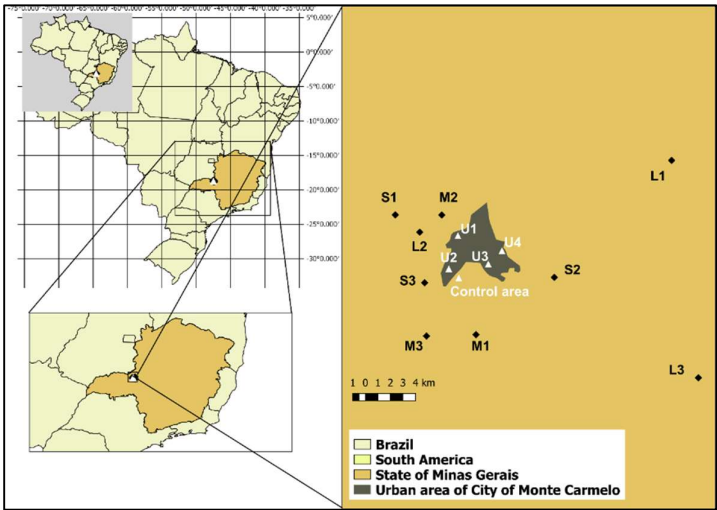 -75°0.000' -70°0.000' -65°0.000' -60°0.000' -55°0.000' -50°0.000' -45°0.000' -40°0.000' -35°0.000'
5°0.000'
0°0.000'
-5°0.000'
-10°0.000'
-15°0.000'
-20°0.000'
-25°0.000'
-30°0.000'
L1
S1
M2
U1
L2
U4
U2
U3
S3
S2
Control area
M3
M1
L3
1 0 1 2 3 4 km
Brazil
South America
State of Minas Gerais
Urban area of City of Monte Carmelo